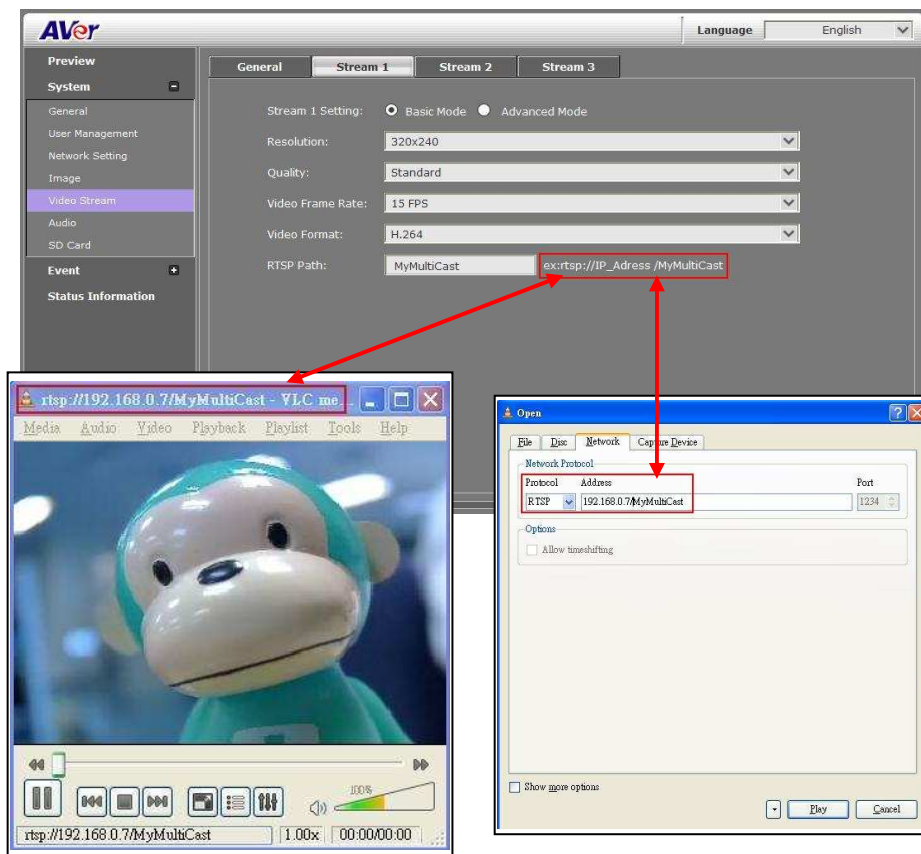 AVer
Language English
Preview
System
General
User Management
Network Setting
Image
Video Stream
Audio
SD Card
Event
Status Information
General Stream 1 Stream 2 Stream 3
Stream 1 Setting: Basic Mode Advanced Mode
Resolution: 320x240
Quality: Standard
Video Frame Rate: 15 FPS
Video Format: H.264
RTSP Path: MyMultiCast ex:rtsp://IP_Adress /MyMultiCast
rtsp://192.168.0.7/MyMultiCast - VLC me...
Media Audio Video Playback Playlist Tools Help
100%
rtsp://192.168.0.7/MyMultiCast 1.00x 00:00/00:00
Open
File Disc Network Capture Device
Network Protocol
Protocol Address Port
RTSP 192.168.0.7/MyMultiCast 1234
Options
Allow timeshifting
Show more options
Play Cancel